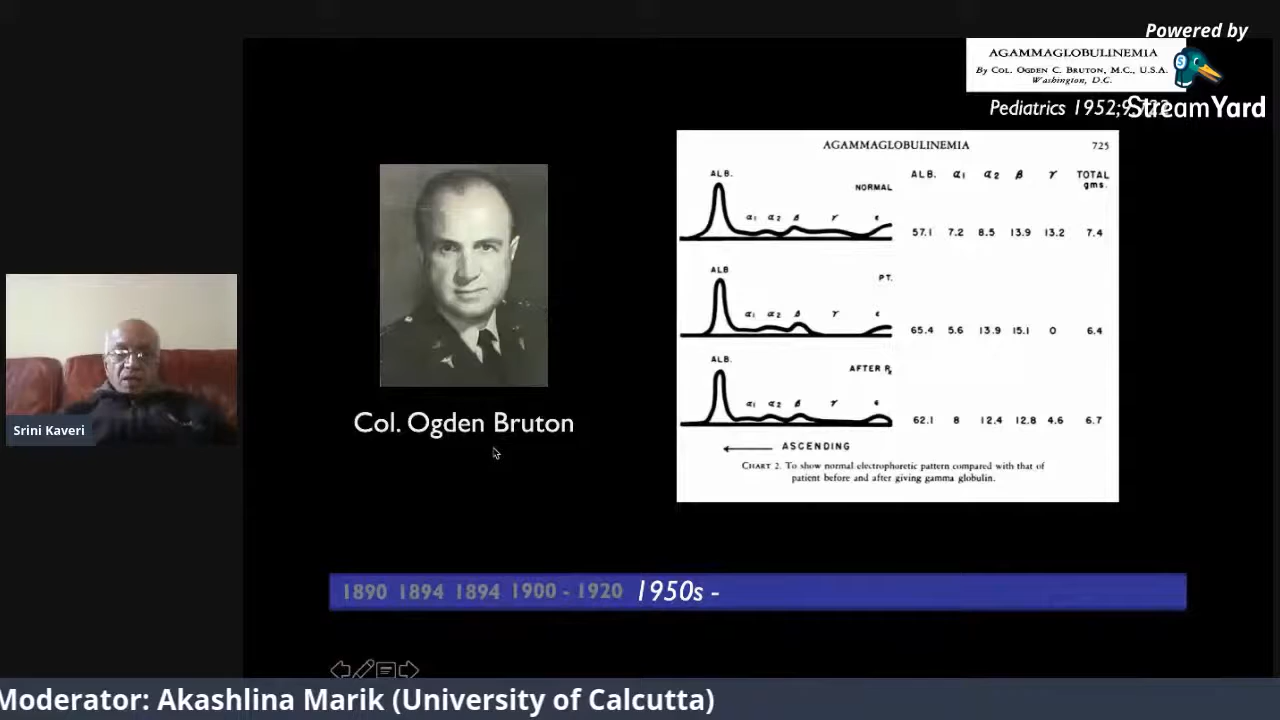 Powered by
StreamYard
AGAMMAGLOBULINEMIA
By COL. OGDEN C. BRUTON, M.C., U.S.A.
Washington, D.C.
Pediatrics 1952;9
AGAMMAGLOBULINEMIA 725
ALB. α1 α2 β γ TOTAL gms.
ALB. NORMAL
α1 α2 β γ ε
57.1 7.2 8.5 13.9 13.2 7.4
ALB PT.
α1 α2 β γ ε
65.4 5.6 13.9 15.1 0 6.4
ALB. AFTER ℞
α1 α2 β γ ε
62.1 8 12.4 12.8 4.6 6.7
ASCENDING
CHART 2. To show normal electrophoretic pattern compared with that of
patient before and after giving gamma globulin.
Col. Ogden Bruton
Srini Kaveri
1890 1894 1894 1900 - 1920 1950s -
Moderator: Akashlina Marik (University of Calcutta)